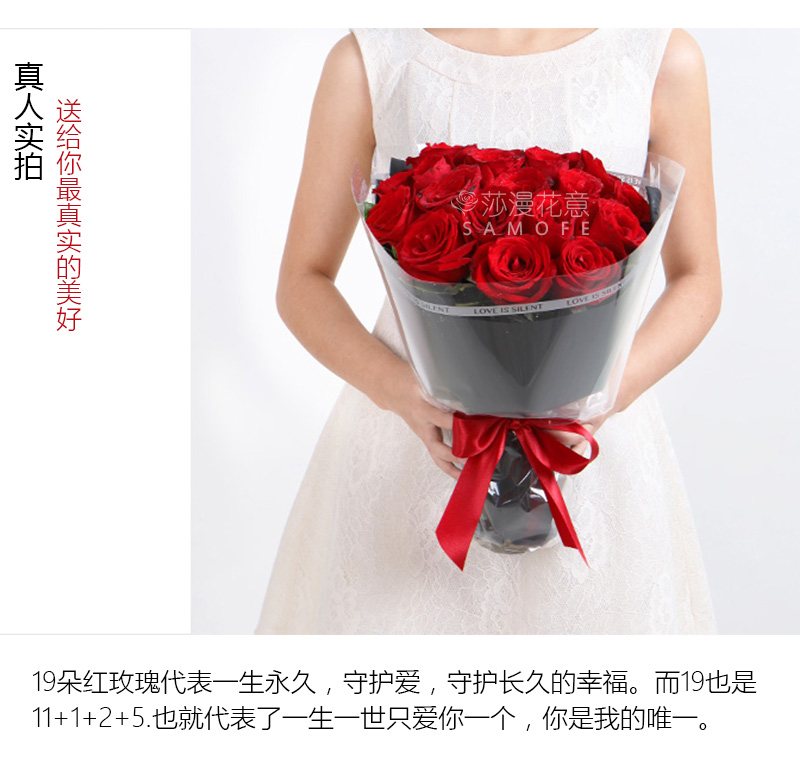 真人实拍
送给你最真实的美好
莎漫花意
SAMOFE
LOVE IS SILENT
LOVE IS SILENT
19朵红玫瑰代表一生永久，守护爱，守护长久的幸福。而19也是
11+1+2+5.也就代表了一生一世只爱你一个，你是我的唯一。